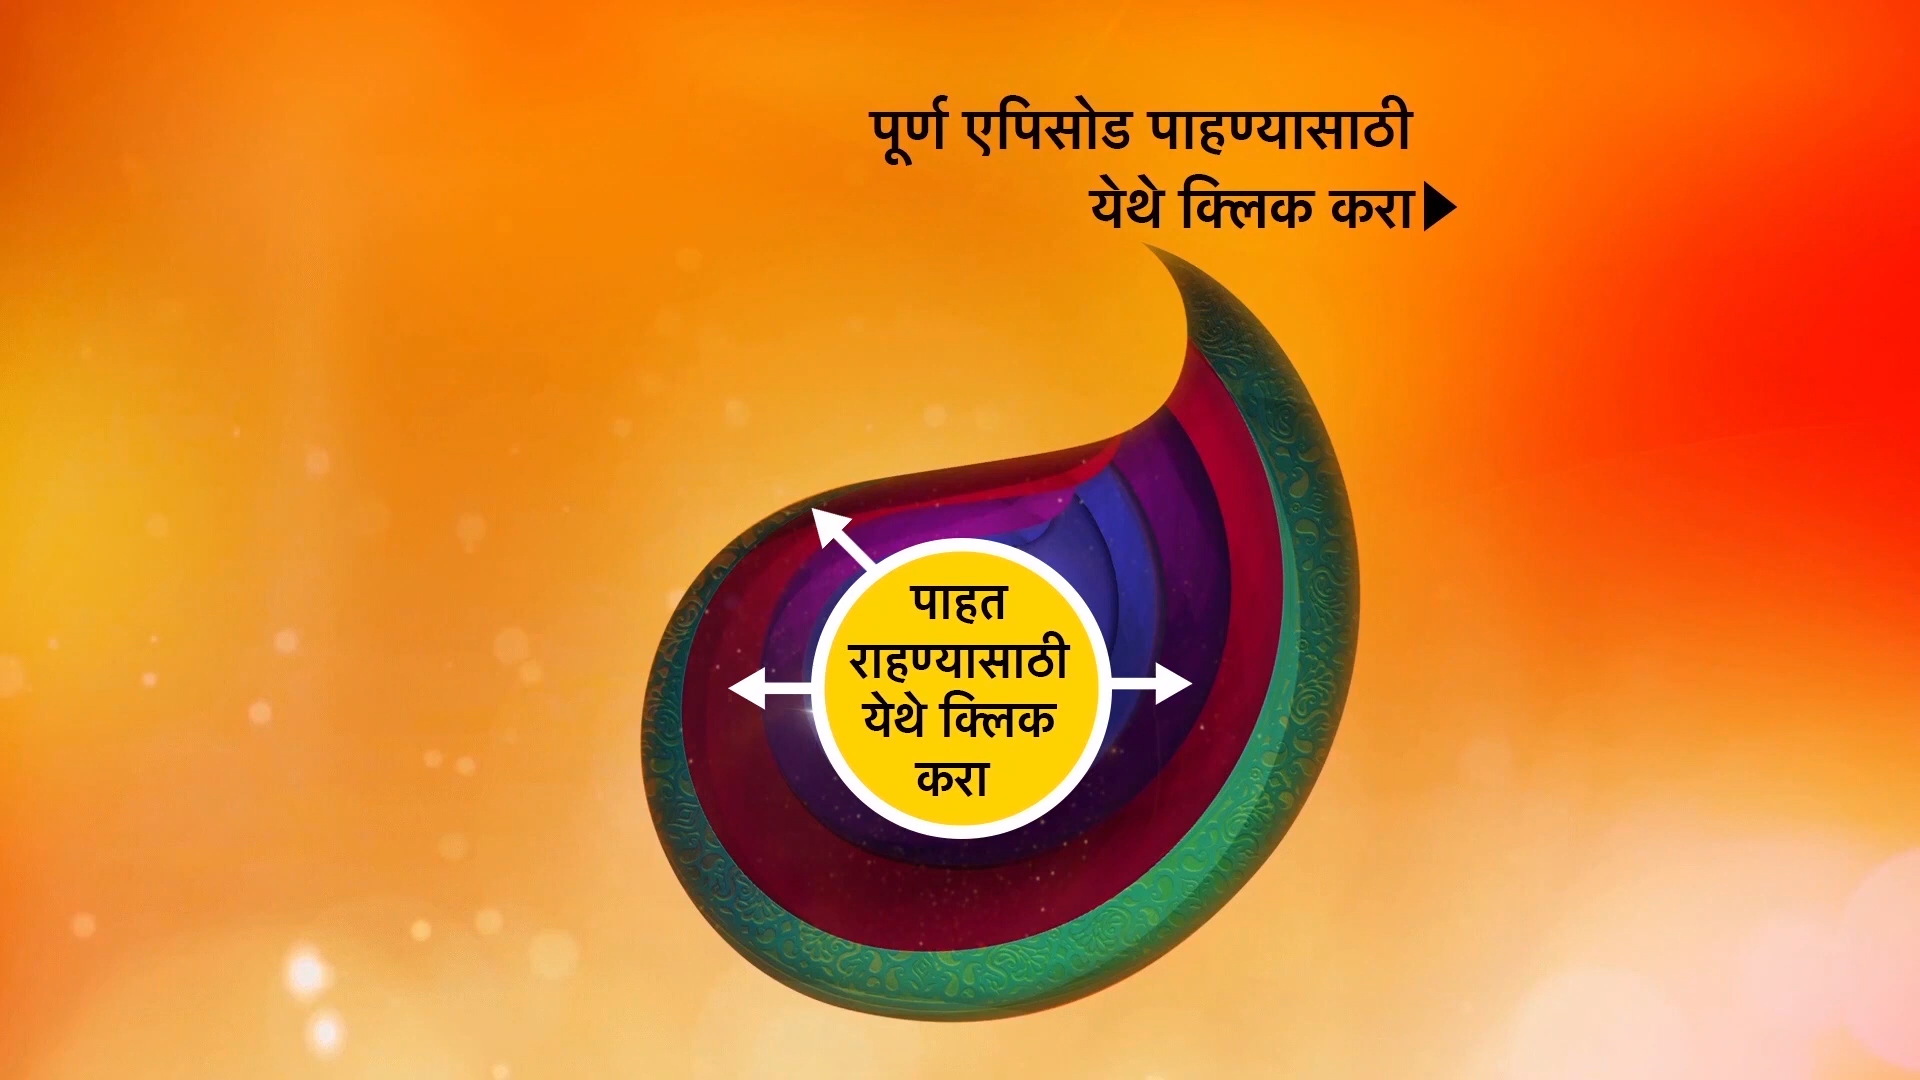 पूर्ण एपिसोड पाहण्यासाठी
येथे क्लिक करा
पाहत
राहण्यासाठी
येथे क्लिक
करा